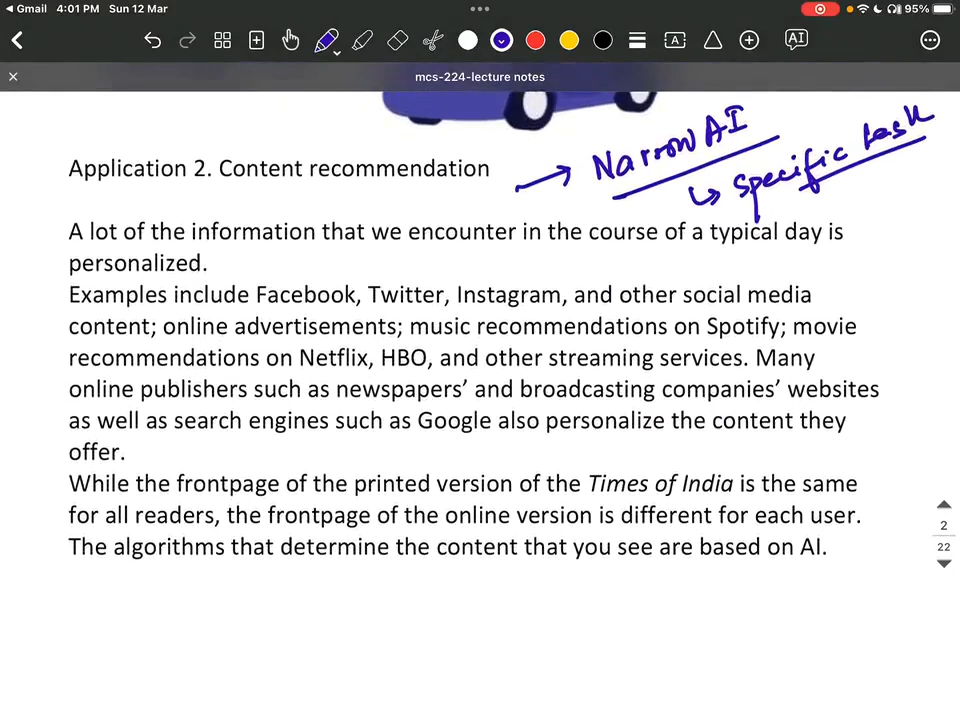 Gmail 4:01 PM Sun 12 Mar 95%
AI
mcs-224-lecture notes
Application 2. Content recommendation → Narrow AI
↳ specific task
A lot of the information that we encounter in the course of a typical day is
personalized.
Examples include Facebook, Twitter, Instagram, and other social media
content; online advertisements; music recommendations on Spotify; movie
recommendations on Netflix, HBO, and other streaming services. Many
online publishers such as newspapers’ and broadcasting companies’ websites
as well as search engines such as Google also personalize the content they
offer.
While the frontpage of the printed version of the Times of India is the same
for all readers, the frontpage of the online version is different for each user.
The algorithms that determine the content that you see are based on AI.
2
22